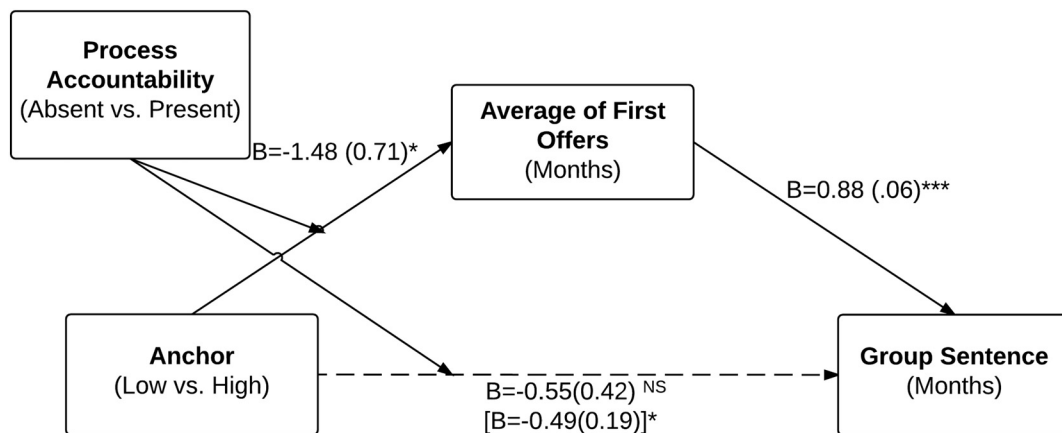 Process
Accountability
(Absent vs. Present)
B=-1.48 (0.71)*
Average of First
Offers
(Months)
B=0.88 (.06)***
Anchor
(Low vs. High)
B=-0.55(0.42) NS
[B=-0.49(0.19)]*
Group Sentence
(Months)